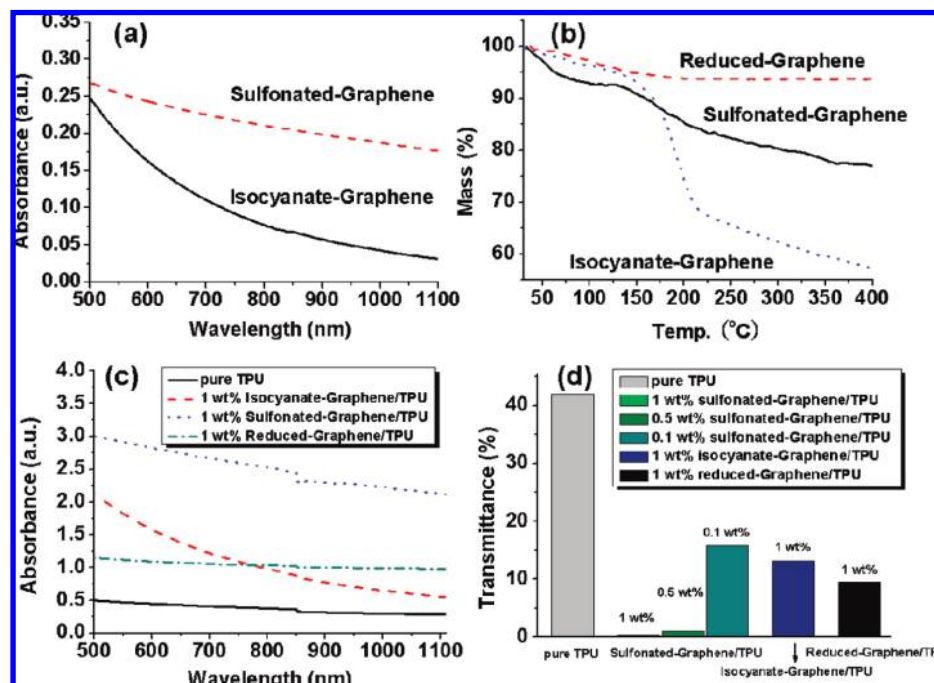 (a)
0.35
0.30
0.25
0.20
0.15
0.10
0.05
0.00
Absorbance (a.u.)
Sulfonated-Graphene
Isocyanate-Graphene
500 600 700 800 900 1000 1100
Wavelength (nm)
(b)
100
90
80
70
60
Mass (%)
Reduced-Graphene
Sulfonated-Graphene
Isocyanate-Graphene
50 100 150 200 250 300 350 400
Temp. (°C)
(c)
4.0
3.5
3.0
2.5
2.0
1.5
1.0
0.5
0.0
Absorbance (a.u.)
pure TPU
1 wt% Isocyanate-Graphene/TPU
1 wt% Sulfonated-Graphene/TPU
1 wt% Reduced-Graphene/TPU
500 600 700 800 900 1000 1100
Wavelength (nm)
(d)
40
20
10
0
Transmittance (%)
pure TPU
1 wt% sulfonated-Graphene/TPU
0.5 wt% sulfonated-Graphene/TPU
0.1 wt% sulfonated-Graphene/TPU
1 wt% isocyanate-Graphene/TPU
1 wt% reduced-Graphene/TPU
1 wt%
0.5 wt%
0.1 wt%
1 wt%
1 wt%
pure TPU Sulfonated-Graphene/TPU Reduced-Graphene/TP
Isocyanate-Graphene/TPU